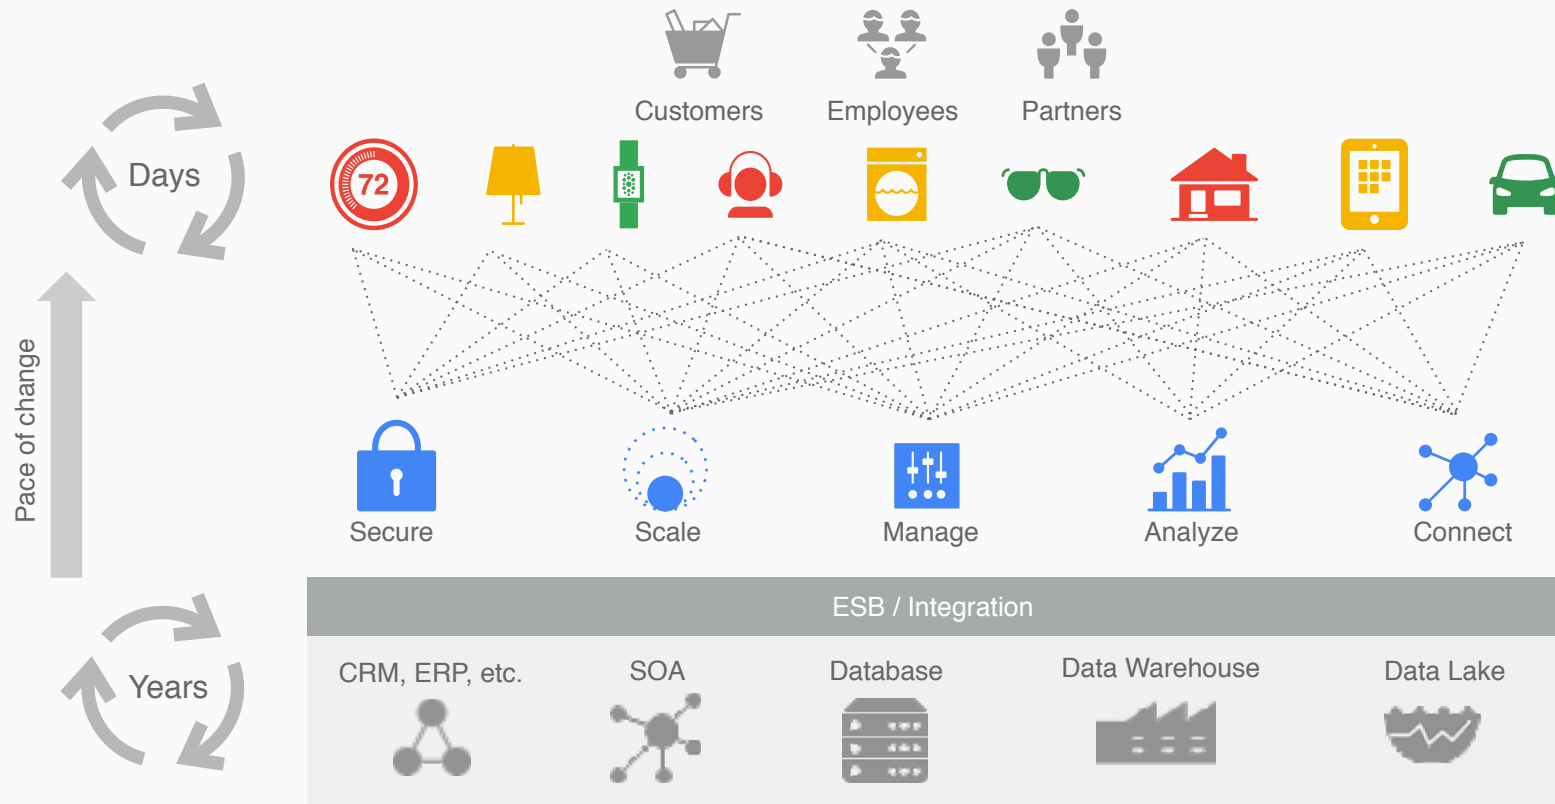 Customers
Employees
Partners
Days
72
Pace of change
Secure
Scale
Manage
Analyze
Connect
ESB / Integration
CRM, ERP, etc.
SOA
Database
Data Warehouse
Data Lake
Years